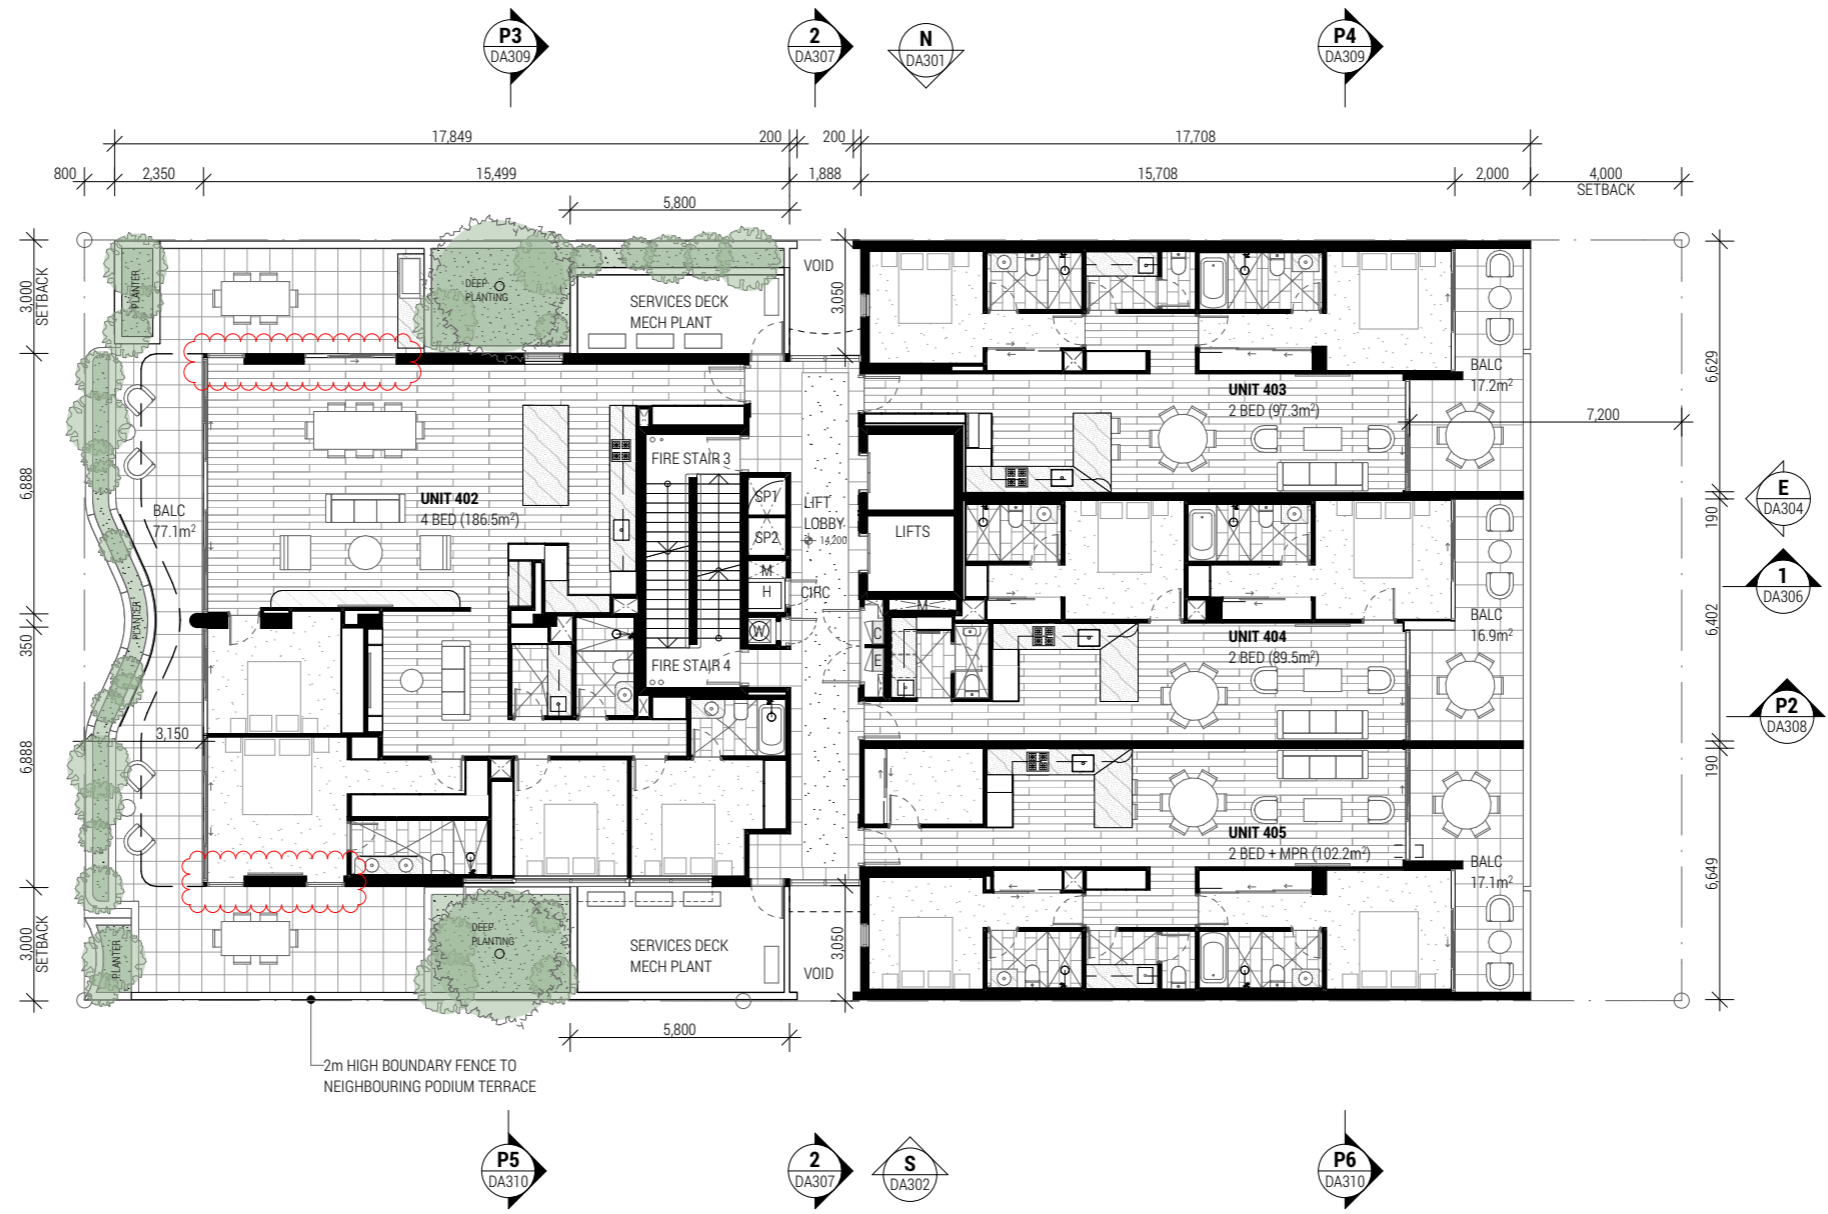 P3
DA309
2
DA307
N
DA301
P4
DA309
17,849
200
200
17,708
800
2,350
15,499
1,888
15,708
2,000
4,000
SETBACK
5,800
3,000
SETBACK
PLANTER
DEEP
PLANTING
SERVICES DECK
MECH PLANT
VOID
3,050
BALC
17.2m²
6,629
UNIT 403
2 BED (97.3m²)
7,200
FIRE STAIR 3
6,888
UNIT 402
4 BED (186.5m²)
BALC
77.1m²
SP1
SP2
LIFT
LOBBY
14,200
LIFTS
E
DA304
190
M
H
CIRC
1
DA306
PLANTER
W
C
E
BALC
16.9m²
6,402
350
UNIT 404
2 BED (89.5m²)
FIRE STAIR 4
P2
DA308
3,150
6,888
190
UNIT 405
2 BED + MPR (102.2m²)
BALC
17.1m²
6,649
3,000
SETBACK
PLANTER
DEEP
PLANTING
SERVICES DECK
MECH PLANT
VOID
3,050
5,800
2m HIGH BOUNDARY FENCE TO
NEIGHBOURING PODIUM TERRACE
P5
DA310
2
DA307
S
DA302
P6
DA310